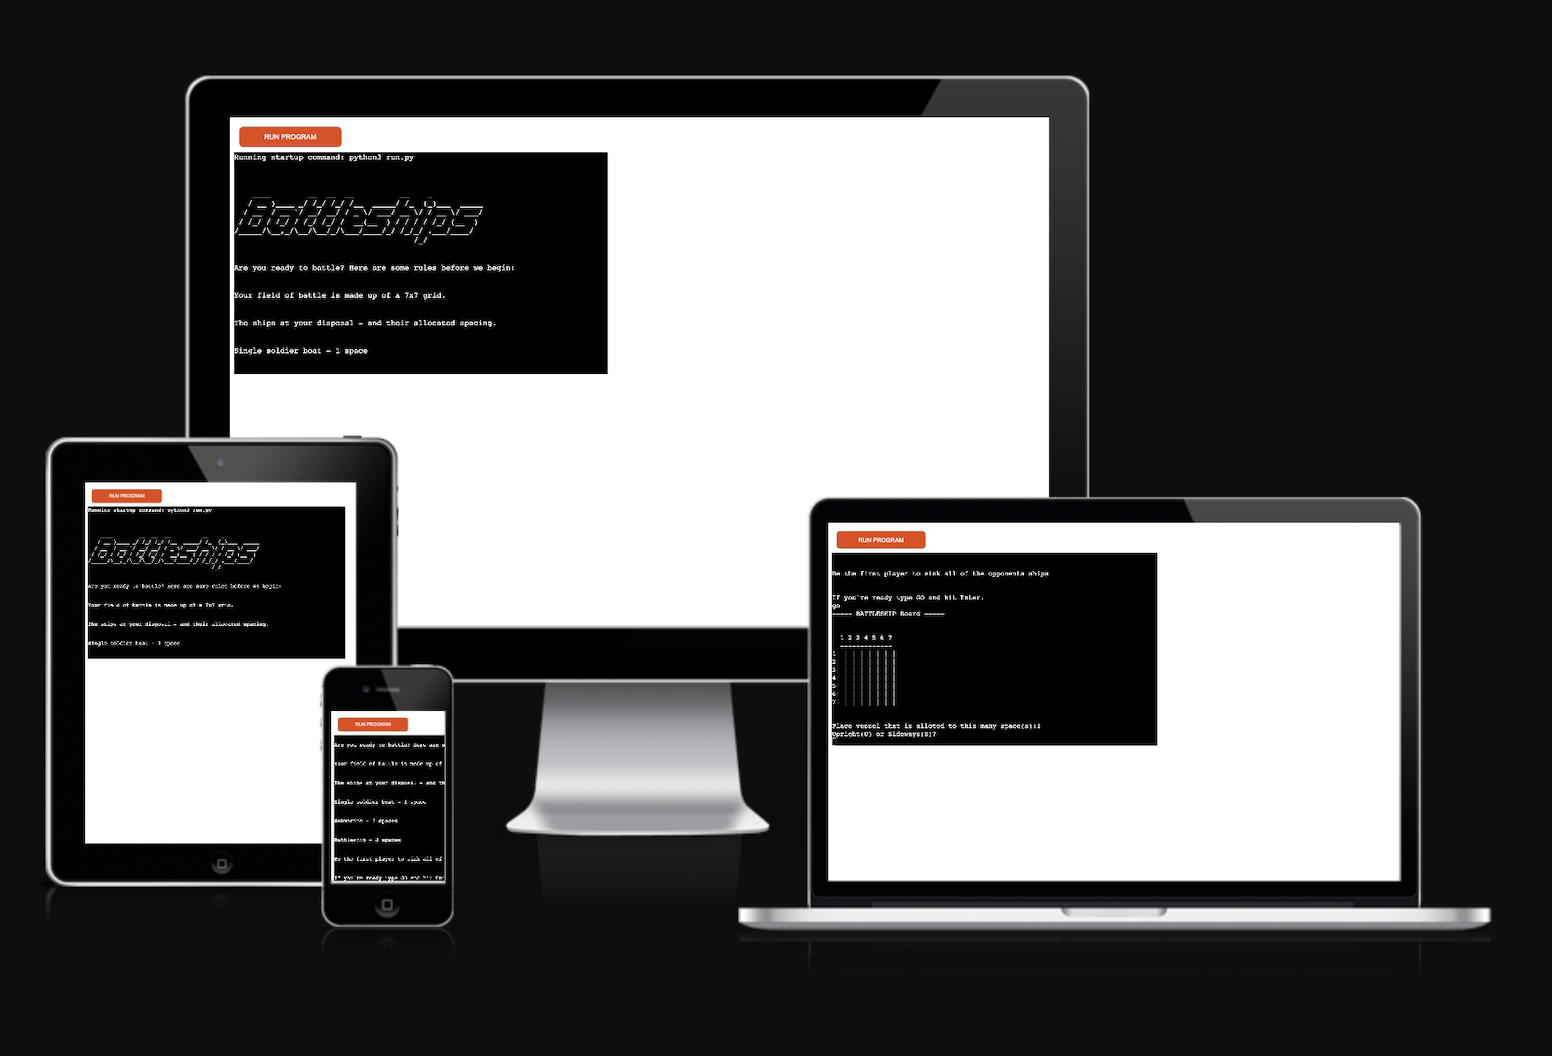 RUN PROGRAM
Running startup command: python3 run.py
Battleships
Are you ready to battle? Here are some rules before we begin:
Your field of battle is made up of a 7x7 grid.
The ships at your disposal - and their allocated spacing.
Single soldier boat - 1 space
RUN PROGRAM
Running startup command: python3 run.py
Battleships
Are you ready to battle? Here are some rules before we begin:
Your field of battle is made up of a 7x7 grid.
The ships at your disposal - and their allocated spacing.
Single soldier boat - 1 space
RUN PROGRAM
Are you ready to battle? Here are s
Your field of battle is made up of
The ships at your disposal - and th
Single soldier boat - 1 space
Submarine - 2 spaces
Battleship - 3 spaces
Be the first player to sink all of
If you're ready type GO and hit En
RUN PROGRAM
Be the first player to sink all of the opponents ships
If you're ready type GO and hit Enter.
go
----- BATTLESHIP Board -----
1 2 3 4 5 6 7
-------------
1| | | | | | | |
2| | | | | | | |
3| | | | | | | |
4| | | | | | | |
5| | | | | | | |
6| | | | | | | |
7| | | | | | | |
Place vessel that is alloted to this many space(s):1
Upright(U) or Sideways(S)?